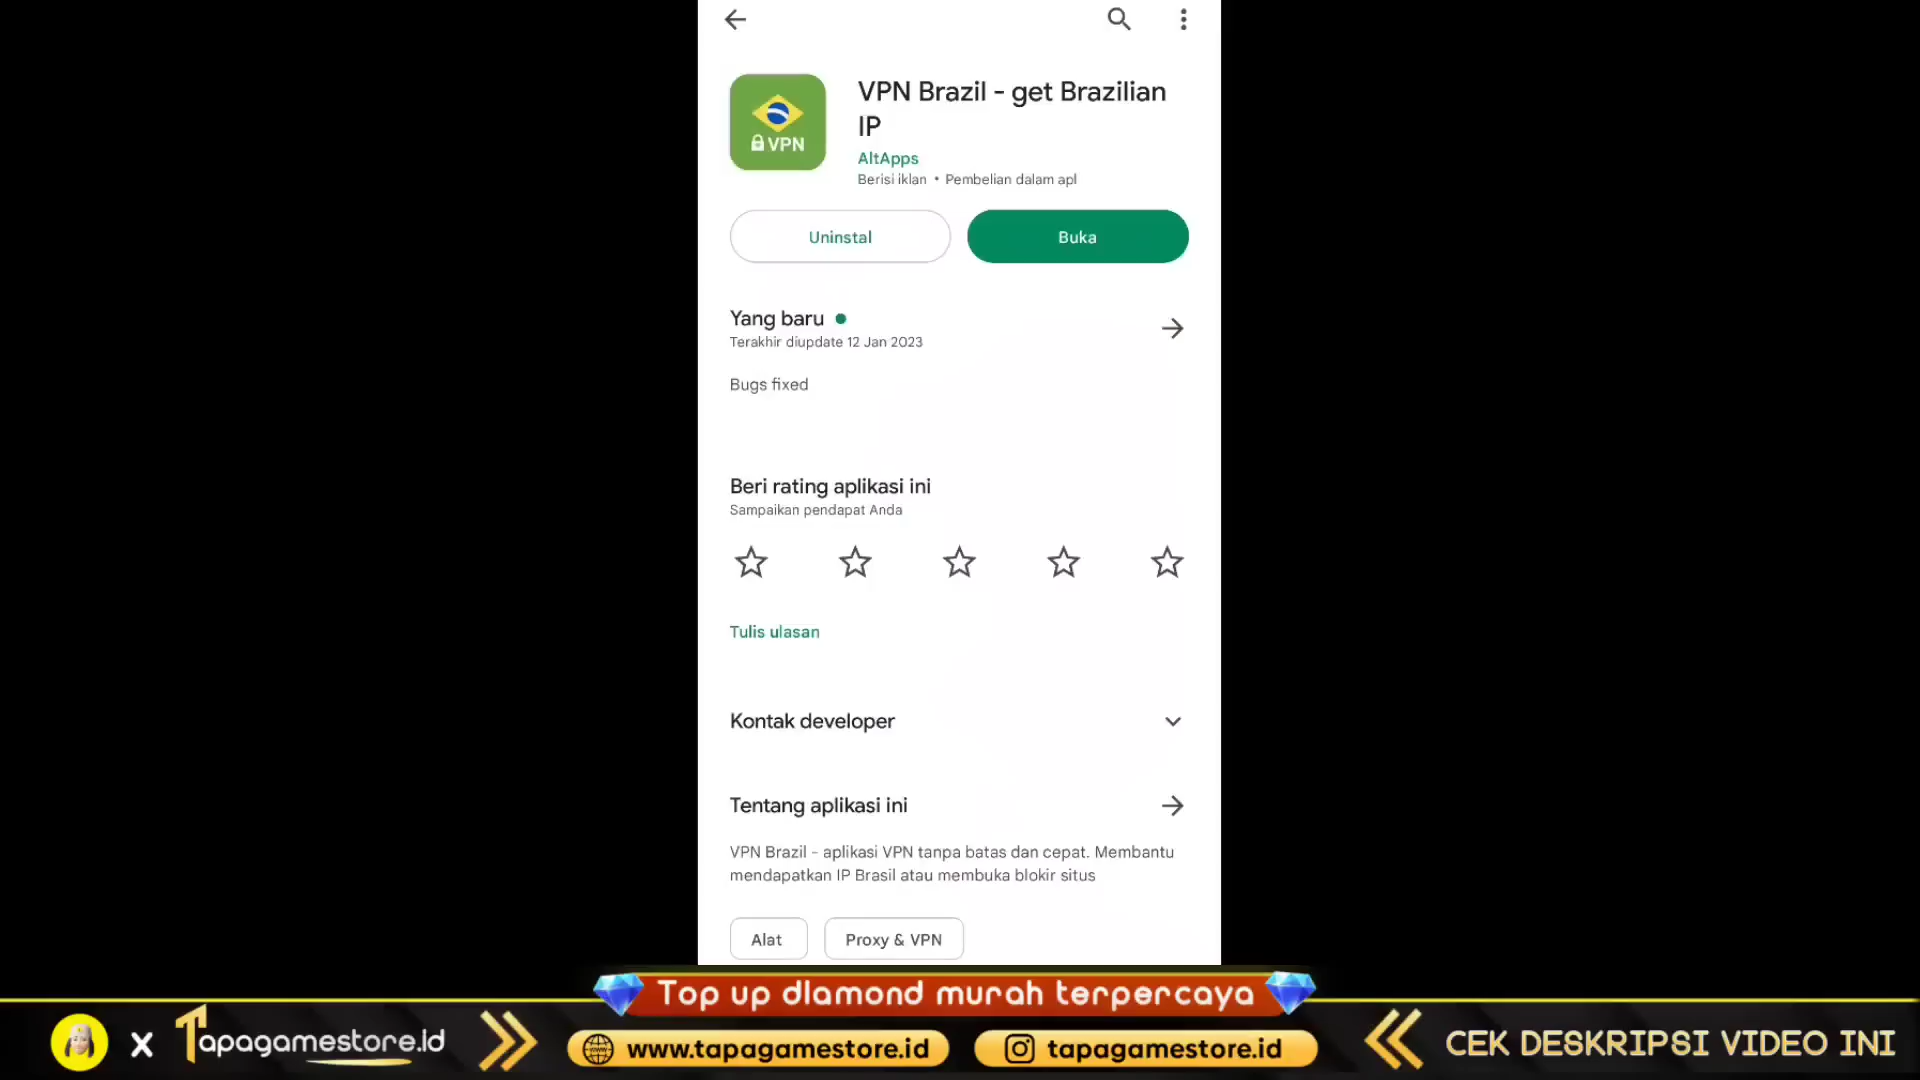 VPN Brazil - get Brazilian
IP
VPN
AltApps
Berisi iklan • Pembelian dalam apl
Uninstal
Buka
Yang baru
Terakhir diupdate 12 Jan 2023
Bugs fixed
Beri rating aplikasi ini
Sampaikan pendapat Anda
Tulis ulasan
Kontak developer
Tentang aplikasi ini
VPN Brazil - aplikasi VPN tanpa batas dan cepat. Membantu
mendapatkan IP Brasil atau membuka blokir situs
Alat
Proxy & VPN
Top up diamond murah terpercaya
X
Tapagamestore.id
www.tapagamestore.id
tapagamestore.id
CEK DESKRIPSI VIDEO INI